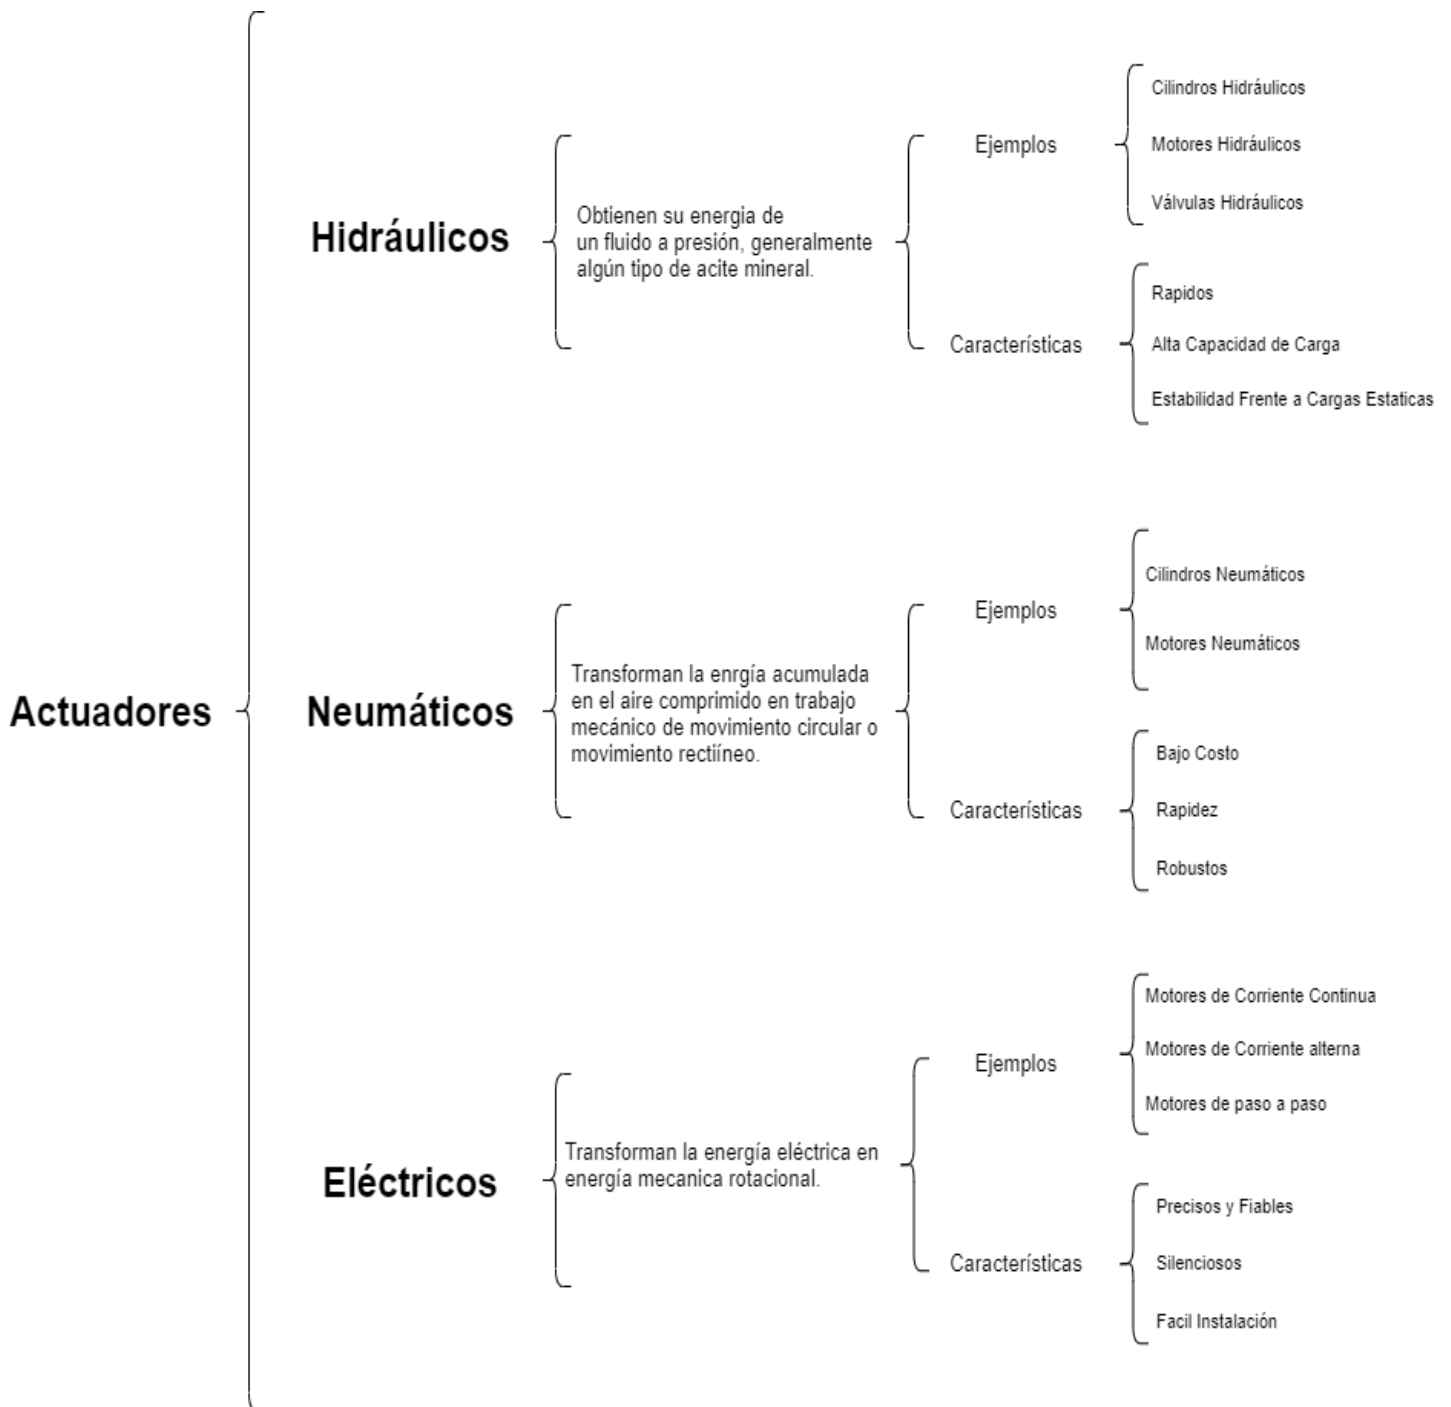 Actuadores
Hidráulicos
Obtienen su energia de
un fluido a presión, generalmente
algún tipo de acite mineral.
Ejemplos
Cilindros Hidráulicos
Motores Hidráulicos
Válvulas Hidráulicos
Características
Rapidos
Alta Capacidad de Carga
Estabilidad Frente a Cargas Estaticas
Neumáticos
Transforman la enrgía acumulada
en el aire comprimido en trabajo
mecánico de movimiento circular o
movimiento rectiíneo.
Ejemplos
Cilindros Neumáticos
Motores Neumáticos
Características
Bajo Costo
Rapidez
Robustos
Eléctricos
Transforman la energía eléctrica en
energía mecanica rotacional.
Ejemplos
Motores de Corriente Continua
Motores de Corriente alterna
Motores de paso a paso
Características
Precisos y Fiables
Silenciosos
Facil Instalación